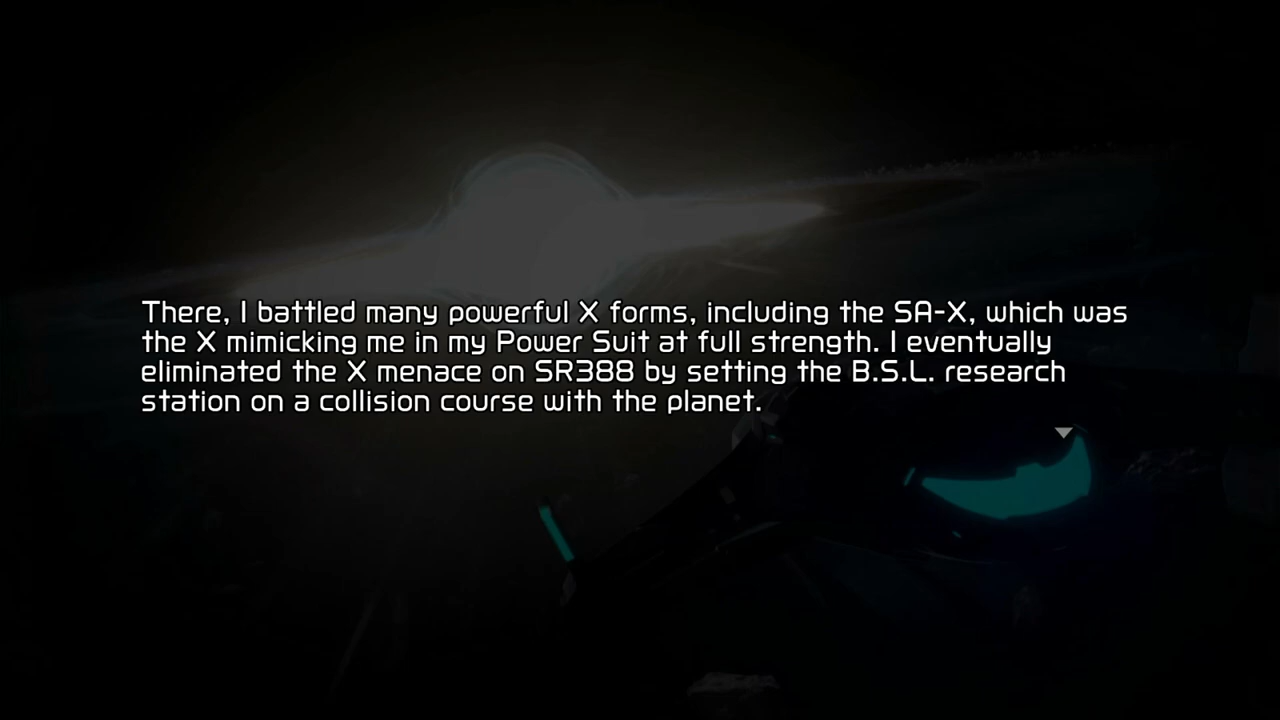 There, I battled many powerful X forms, including the SA-X, which was
the X mimicking me in my Power Suit at full strength. I eventually
eliminated the X menace on SR388 by setting the B.S.L. research
station on a collision course with the planet.